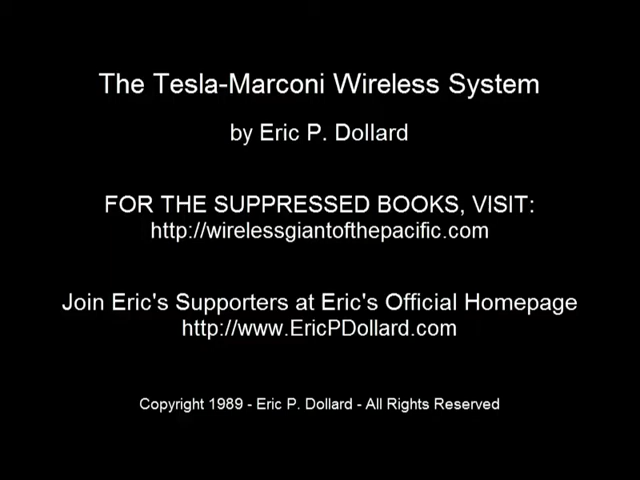 The Tesla-Marconi Wireless System
by Eric P. Dollard
FOR THE SUPPRESSED BOOKS, VISIT:
http://wirelessgiantofthepacific.com
Join Eric's Supporters at Eric's Official Homepage
http://www.EricPDollard.com
Copyright 1989 - Eric P. Dollard - All Rights Reserved